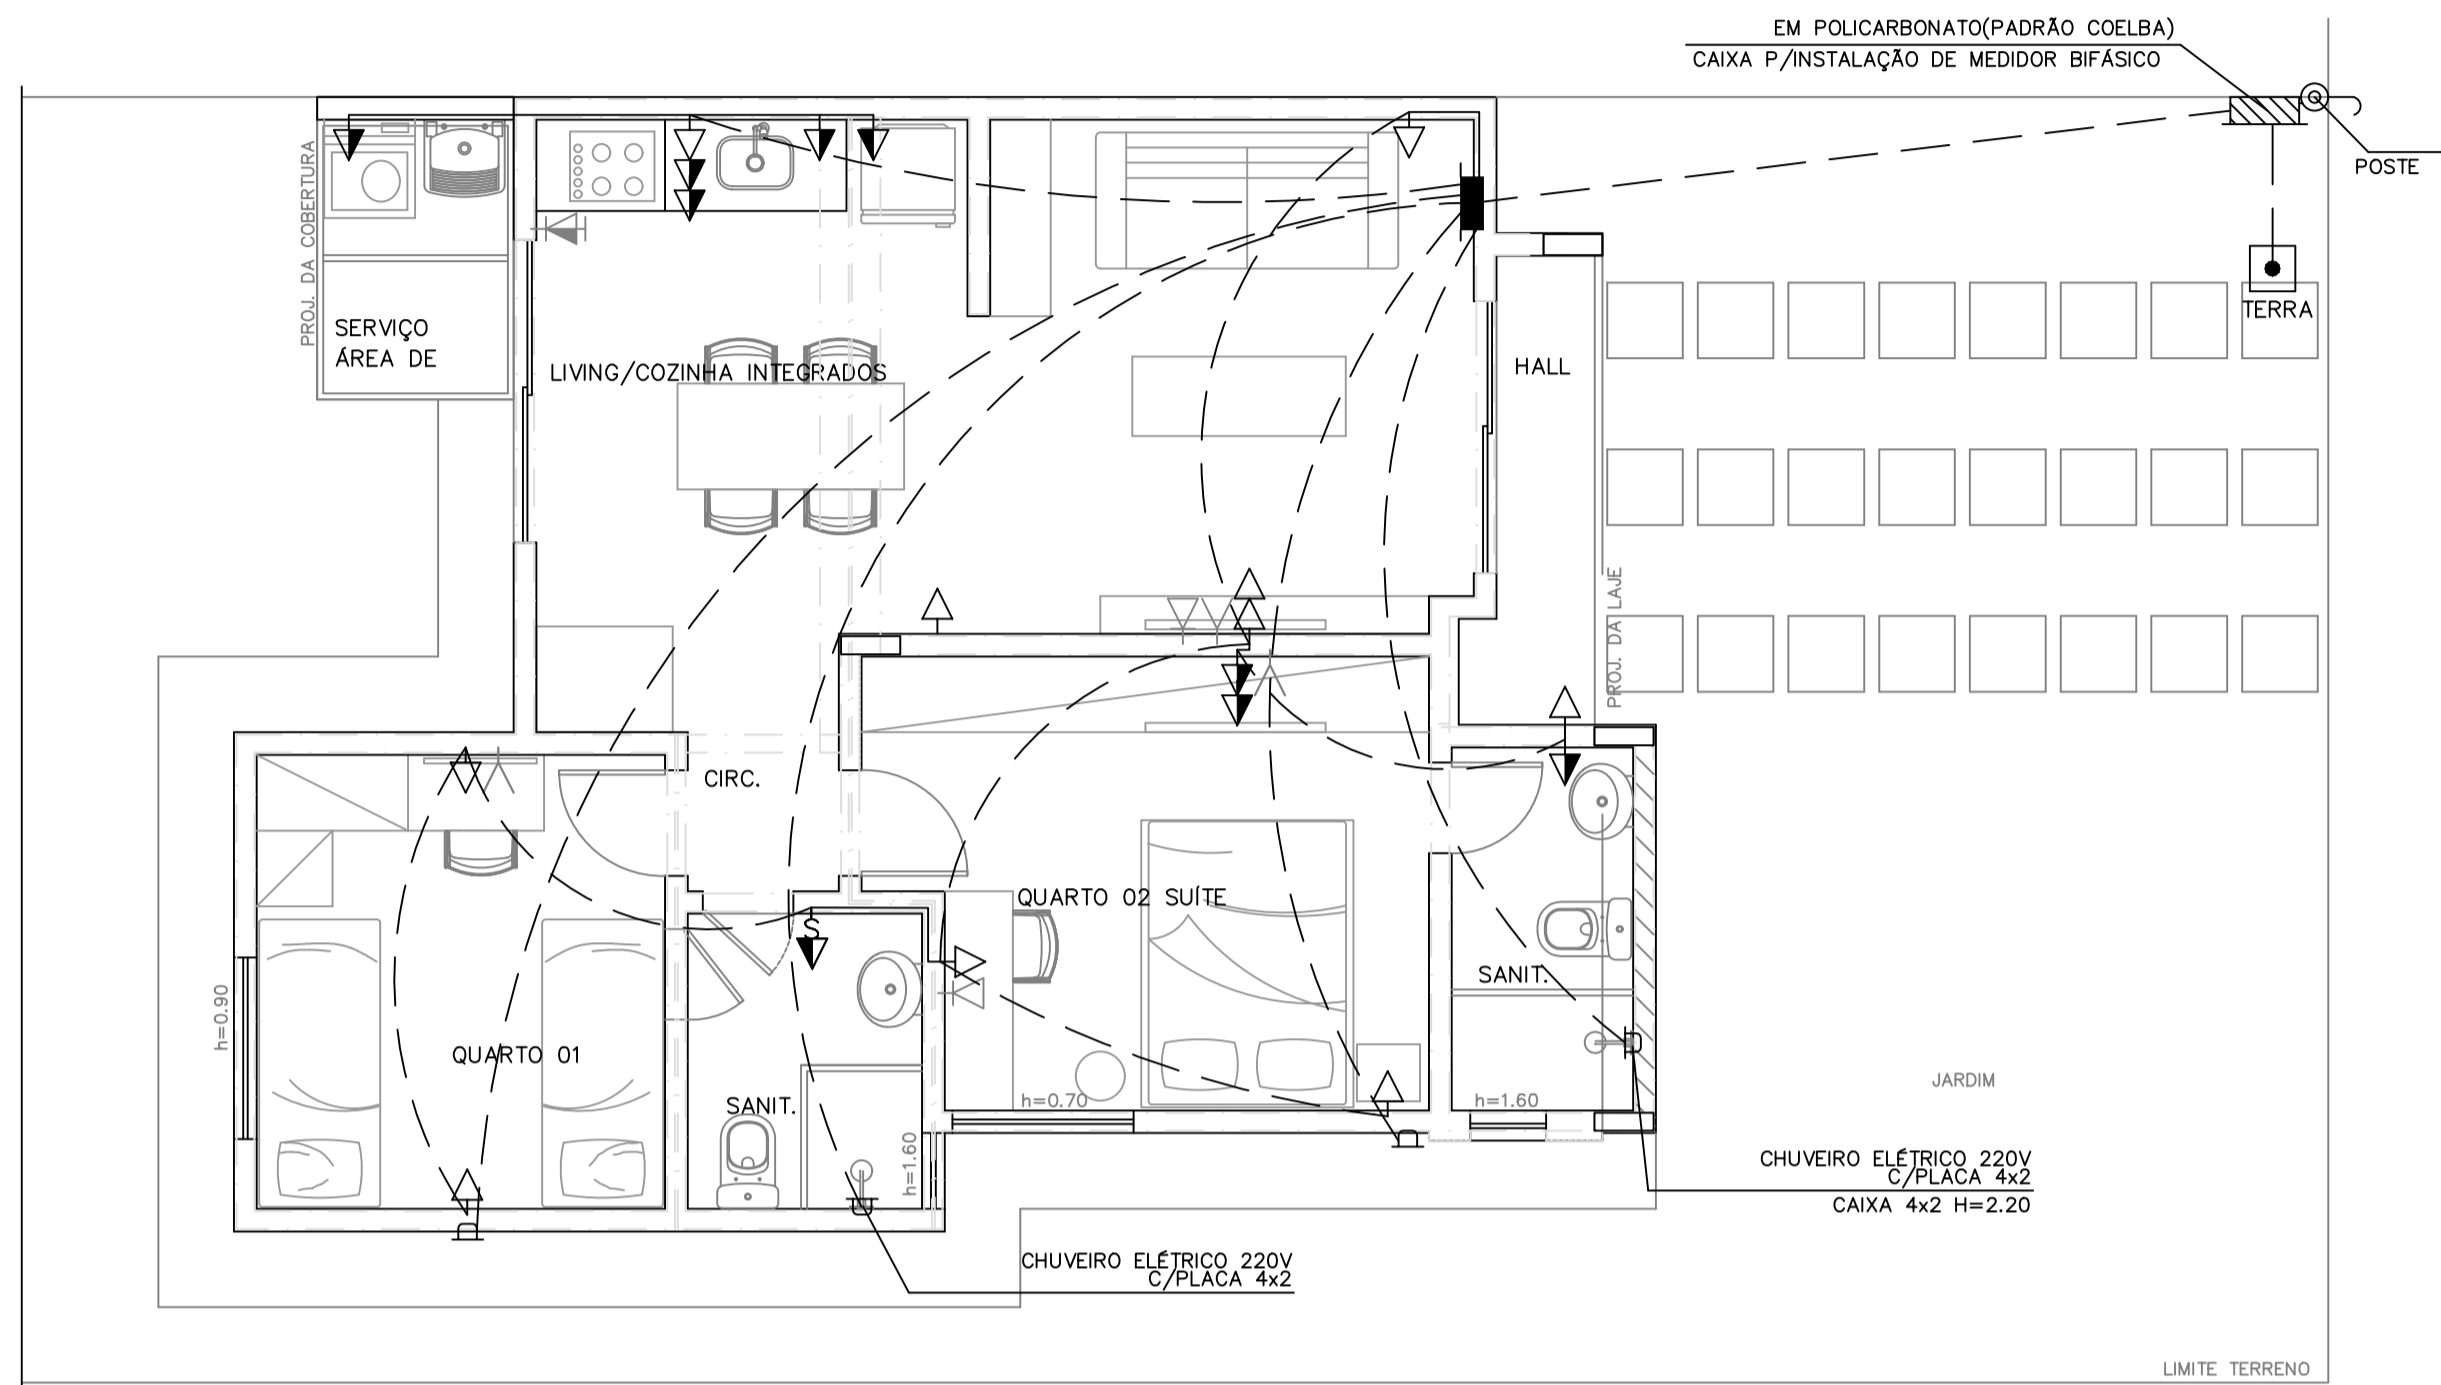 EM POLICARBONATO(PADRÃO COELBA)
CAIXA P/INSTALAÇÃO DE MEDIDOR BIFÁSICO
POSTE
TERRA
PROJ. DA COBERTURA
SERVIÇO
ÁREA DE
LIVING/COZINHA INTEGRADOS
HALL
PROJ. DA LAJE
CIRC.
QUARTO 02 SUÍTE
S
SANIT.
h=0.90
QUARTO 01
SANIT.
h=0.70
h=1.60
h=1.60
JARDIM
CHUVEIRO ELÉTRICO 220V
C/PLACA 4x2
CAIXA 4x2 H=2.20
CHUVEIRO ELÉTRICO 220V
C/PLACA 4x2
LIMITE TERRENO